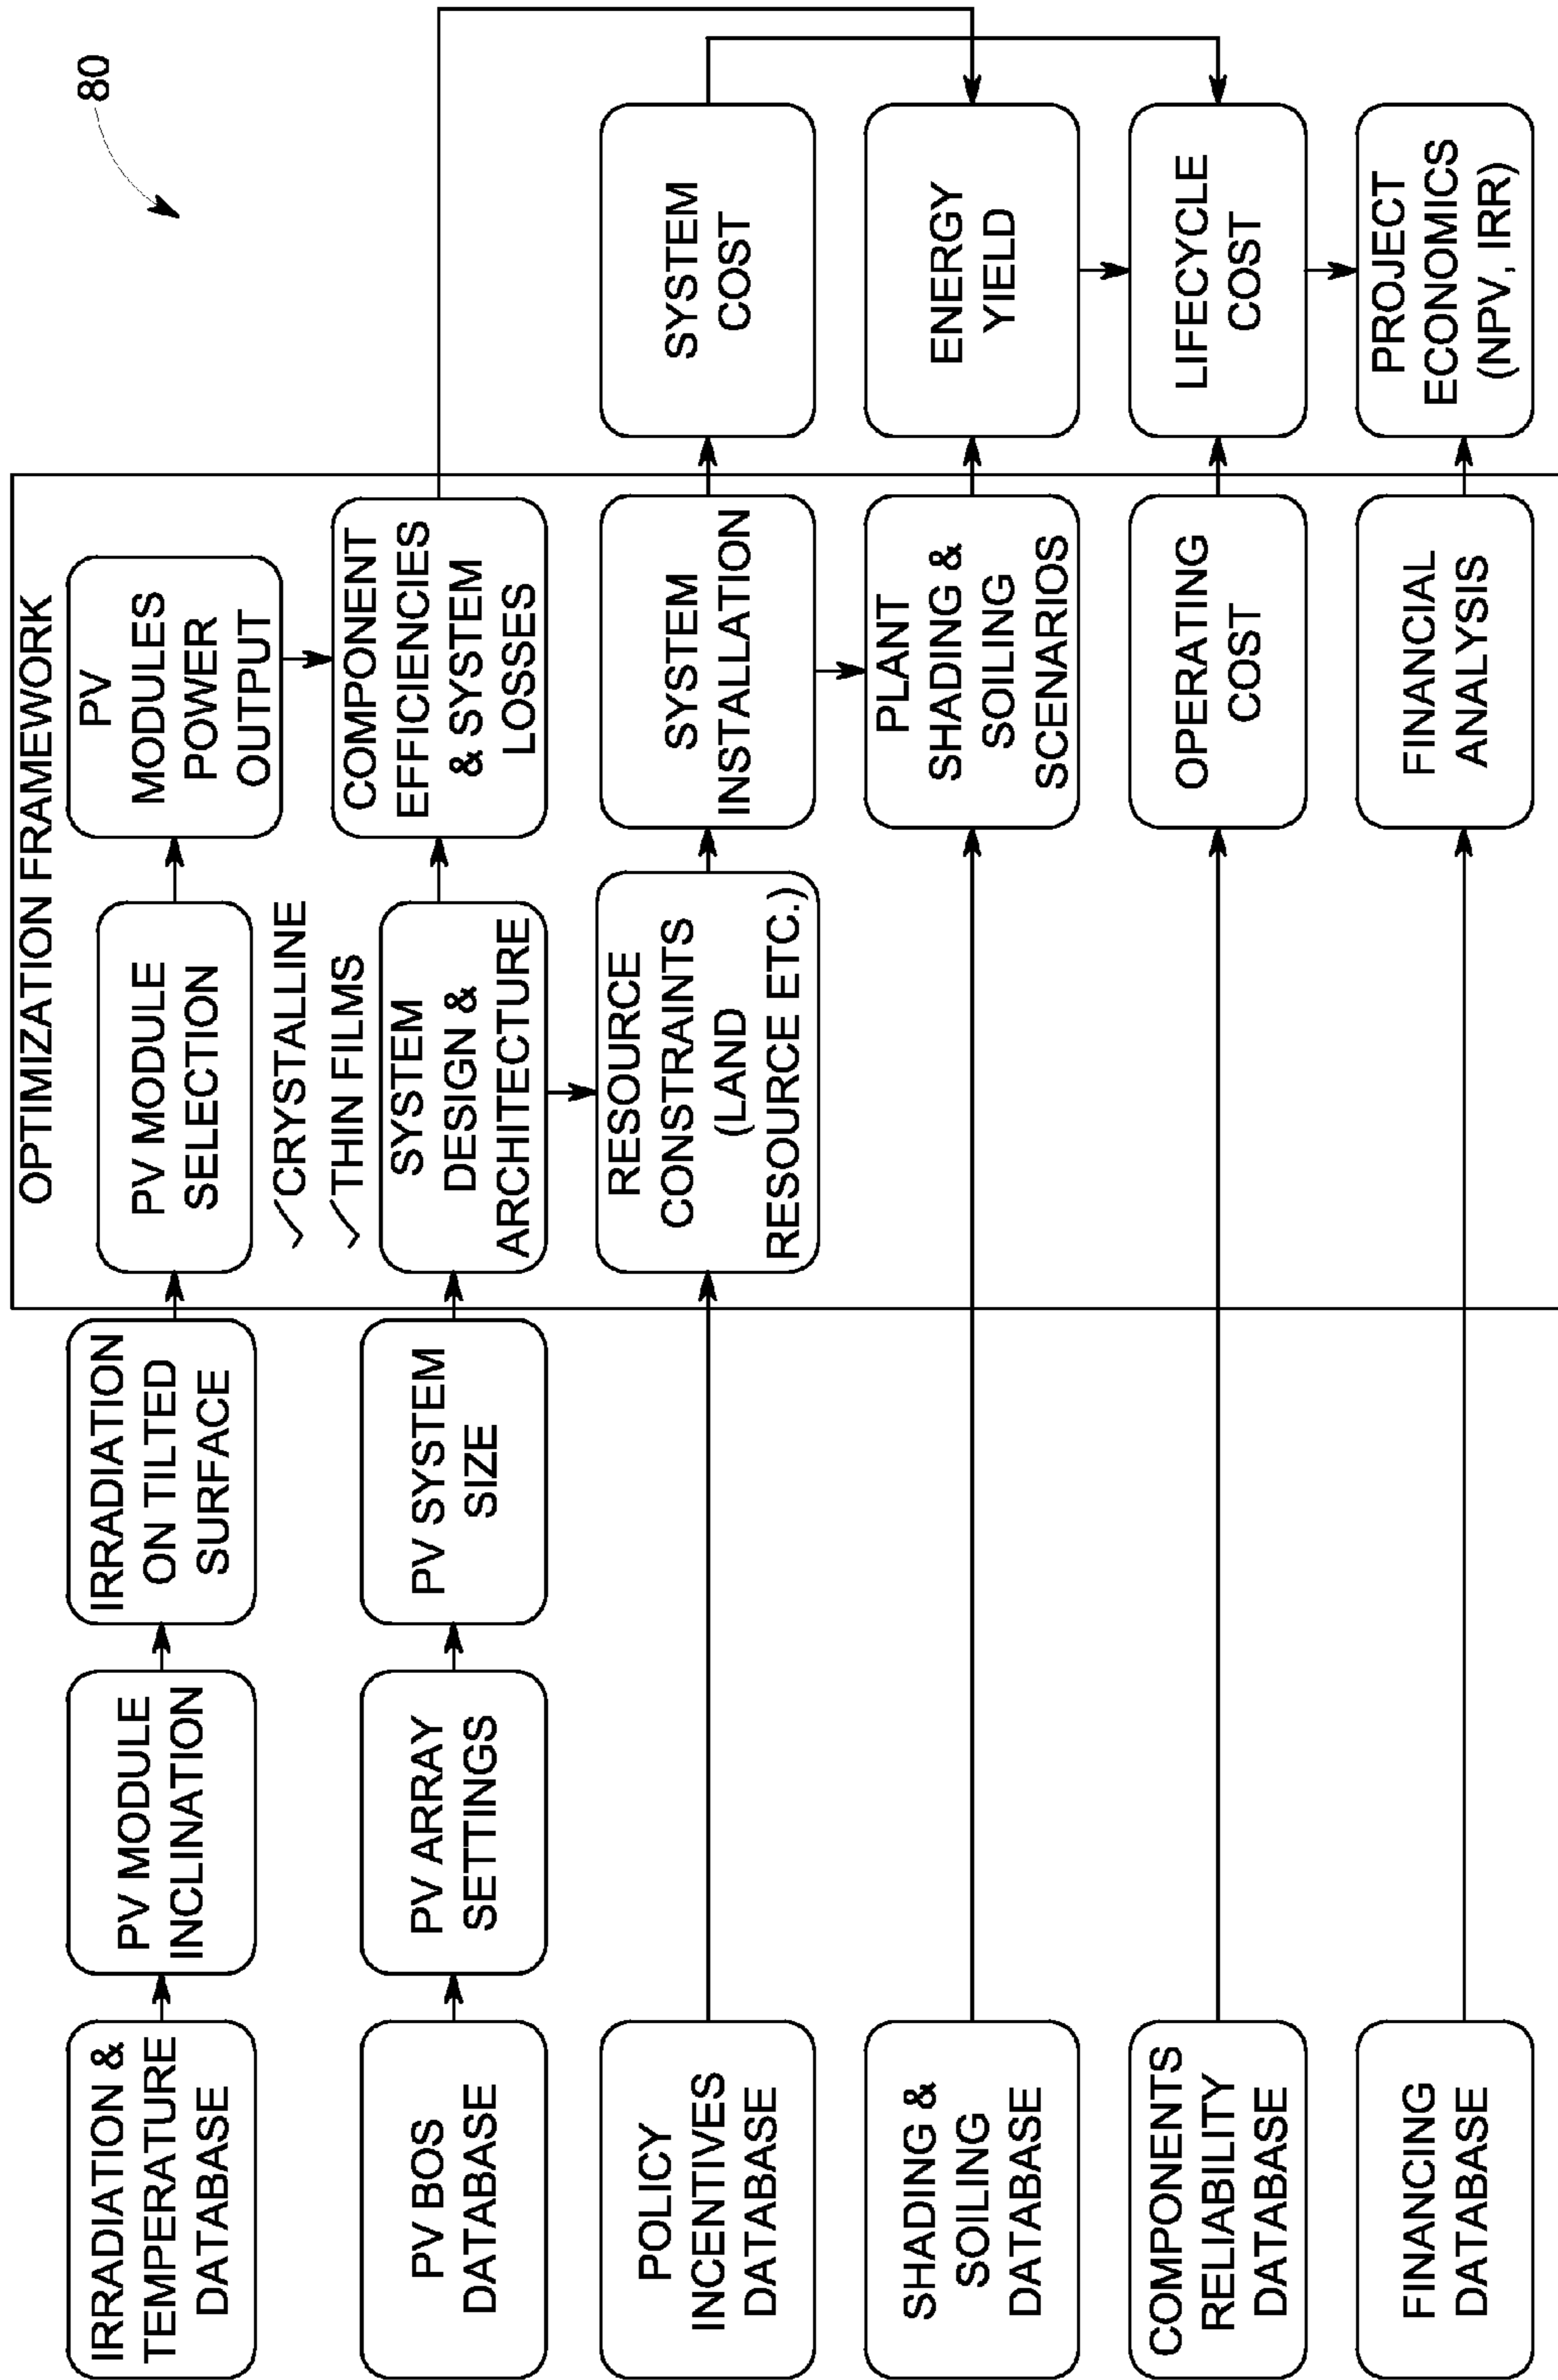 80
OPTIMIZATION FRAMEWORK
IRRADIATION &
TEMPERATURE
DATABASE
PV MODULE
INCLINATION
IRRADIATION
ON TILTED
SURFACE
PV MODULE
SELECTION
PV
MODULES
POWER
OUTPUT
✓CRYSTALLINE
✓THIN FILMS
PV BOS
DATABASE
PV ARRAY
SETTINGS
PV SYSTEM
SIZE
SYSTEM
DESIGN &
ARCHITECTURE
COMPONENT
EFFICIENCIES
& SYSTEM
LOSSES
POLICY
INCENTIVES
DATABASE
RESOURCE
CONSTRAINTS
(LAND
RESOURCE ETC.)
SYSTEM
INSTALLATION
SYSTEM
COST
SHADING &
SOILING
DATABASE
PLANT
SHADING &
SOILING
SCENARIOS
ENERGY
YIELD
COMPONENTS
RELIABILITY
DATABASE
OPERATING
COST
LIFECYCLE
COST
FINANCING
DATABASE
FINANCIAL
ANALYSIS
PROJECT
ECONOMICS
(NPV, IRR)